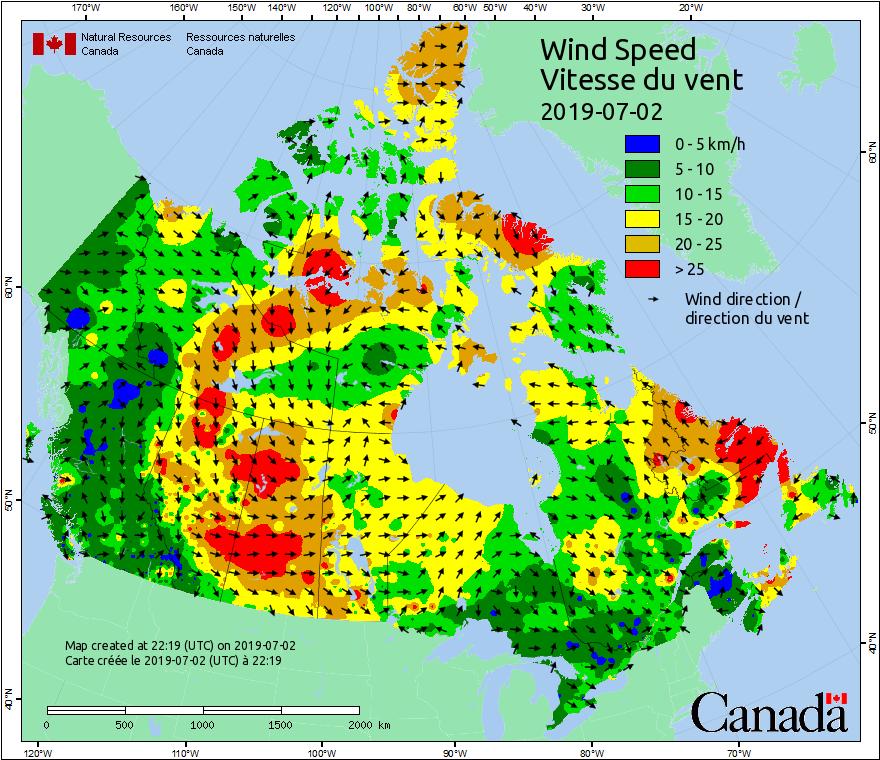 170°W 160°W 150°W 140°W 130°W 120°W 110°W 100°W 90°W 80°W 70°W 60°W 50°W 40°W 30°W 20°W
Natural Resources Ressources naturelles
Canada Canada
Wind Speed
Vitesse du vent
2019-07-02
0 - 5 km/h
5 - 10
10 - 15
15 - 20
20 - 25
> 25
Wind direction /
direction du vent
60°N
60°N
50°N
50°N
40°N
40°N
Map created at 22:19 (UTC) on 2019-07-02
Carte créée le 2019-07-02 (UTC) à 22:19
0 500 1000 1500 2000 km
Canada
120°W 110°W 100°W 90°W 80°W 70°W